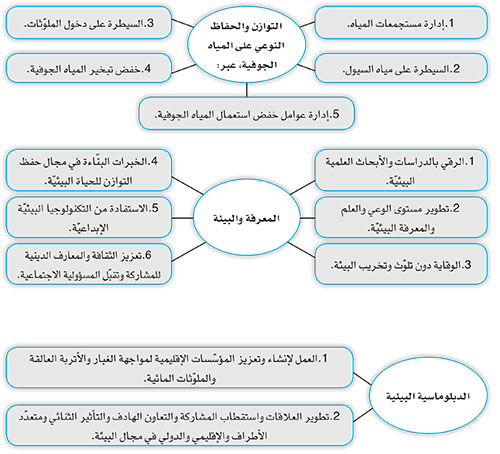 التوازن والحفاظ
النوعي على المياه
الجوفية، عبر:
1.إدارة مستجمعات المياه.
2.السيطرة على مياه السيول.
3.السيطرة على دخول الملوّثات.
4.خفض تبخير المياه الجوفية.
5.إدارة عوامل خفض استعمال المياه الجوفية.
المعرفة والبيئة
1.الرقي بالدراسات والأبحاث العلمية
البيئيّة.
2.تطوير مستوى الوعي والعلم
والمعرفة البيئيّة.
3.الوقاية دون تلوّث وتخريب البيئة.
4.الخبرات البنّاءة في مجال حفظ
التوازن للحياة البيئيّة.
5.الاستفادة من التكنولوجيا البيئيّة
الإبداعيّة.
6.تعزيز الثقافة والمعارف الدينية
للمشاركة وتقبّل المسؤولية الاجتماعية.
الدبلوماسية البيئية
1.العمل لإنشاء وتعزيز المؤسّسات الإقليمية لمواجهة الغبار والأتربة العالقة
والملوّثات المائية.
2.تطوير العلاقات واستقطاب المشاركة والتعاون الهادف والتأثير الثنائي ومتعدّد
الأطراف والإقليمي والدولي في مجال البيئة.